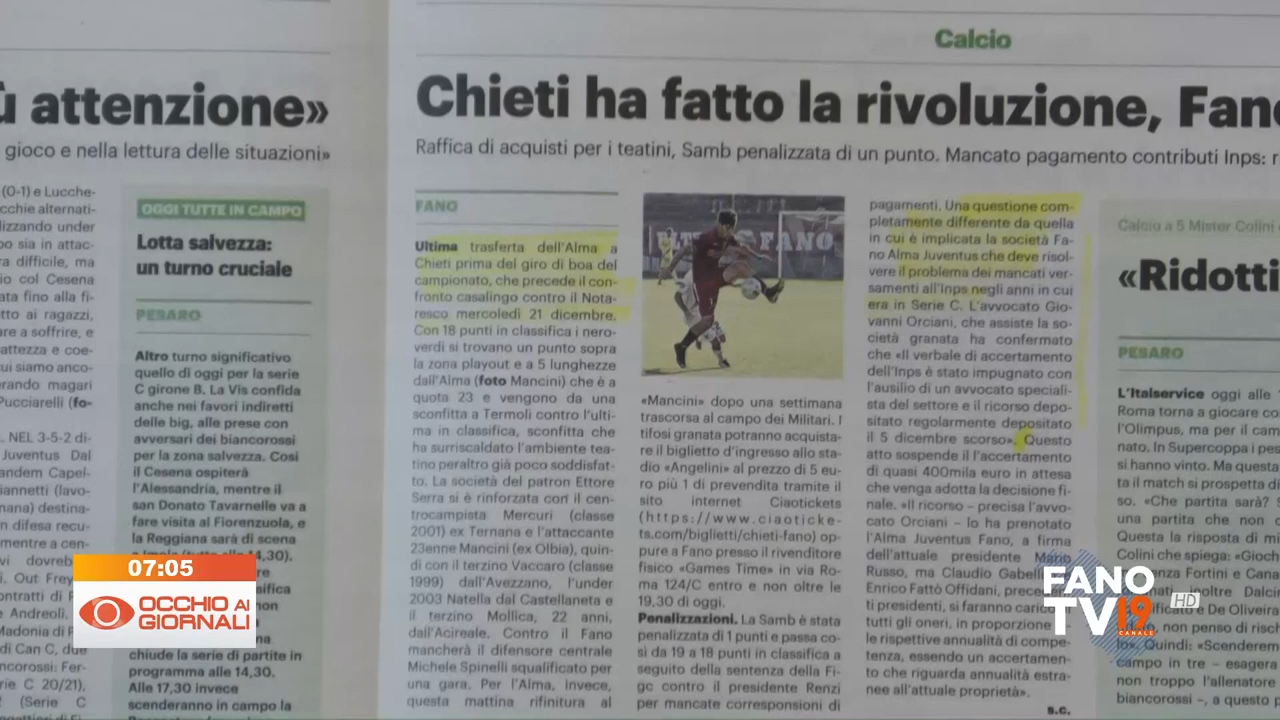 Calcio
ù attenzione»
gioco e nella lettura delle situazioni»
(0-1) e Lucche-
OGGI TUTTE IN CAMPO
Lotta salvezza:
un turno cruciale
PESARO
Altro turno significativo
quello di oggi per la serie
C girone B. La Vis confida
anche nei favori indiretti
delle big, alle prese con
avversari dei biancorossi
per la zona salvezza. Così
il Cesena ospiterà
l'Alessandria, mentre il
san Donato Tavarnelle va a
fare visita al Fiorenzuola, e
la Reggiana sarà di scena
chiude la serie di partite in
programma alle 14,30.
Alle 17,30 invece
scenderanno in campo la
Chieti ha fatto la rivoluzione, Fano
Raffica di acquisti per i teatini, Samb penalizzata di un punto. Mancato pagamento contributi Inps: r
FANO
Ultima trasferta dell'Alma a
Chieti prima del giro di boa del
campionato, che precede il con-
fronto casalingo contro il Nota-
resco mercoledì 21 dicembre.
Con 18 punti in classifica i nero-
verdi si trovano un punto sopra
la zona playout e a 5 lunghezze
dall'Alma (foto Mancini) che è a
quota 23 e vengono da una
sconfitta a Termoli contro l'ulti-
ma in classifica, sconfitta che
ha surriscaldato l'ambiente tea-
tino peraltro già poco soddisfat-
to. La società del patron Ettore
Serra si è rinforzata con il cen-
trocampista Mercuri (classe
2001) ex Ternana e l'attaccante
23enne Mancini (ex Olbia), quin-
di con il terzino Vaccaro (classe
1999) dall'Avezzano, l'under
2003 Natella dal Castellaneta e
il terzino Mollica, 22 anni,
dall'Acireale. Contro il Fano
mancherà il difensore centrale
Michele Spinelli squalificato per
una gara. Per l'Alma, invece,
questa mattina rifinitura al
«Mancini» dopo una settimana
trascorsa al campo dei Militari. I
tifosi granata potranno acquista-
re il biglietto d'ingresso allo sta-
dio «Angelini» al prezzo di 5 eu-
ro più 1 di prevendita tramite il
sito internet Ciaotickets
(https://www.ciaoticke-
ts.com/biglietti/chieti-fano) op-
pure a Fano presso il rivenditore
fisico «Games Time» in via Ro-
ma 124/C entro e non oltre le
19,30 di oggi.
Penalizzazioni. La Samb è stata
penalizzata di 1 punti e passa co-
sì da 19 a 18 punti in classifica a
seguito della sentenza della Fi-
gc contro il presidente Renzi
per mancate corresponsioni di
pagamenti. Una questione com-
pletamente differente da quella
in cui è implicata la società Fa-
no Alma Juventus che deve risol-
vere il problema dei mancati ver-
samenti all'Inps negli anni in cui
era in Serie C. L'avvocato Gio-
vanni Orciani, che assiste la so-
cietà granata ha confermato
che «Il verbale di accertamento
dell'Inps è stato impugnato con
l'ausilio di un avvocato speciali-
sta del settore e il ricorso depo-
sitato regolarmente depositato
il 5 dicembre scorso». Questo
atto sospende il l'accertamento
di quasi 400mila euro in attesa
che venga adotta la decisione fi-
nale. «Il ricorso – precisa l'avvo-
cato Orciani – lo ha prenotato
l'Alma Juventus Fano, a firma
dell'attuale presidente Mario
Russo, ma Claudio Gabell
Enrico Fattò Offidani, prece
ti presidenti, si faranno caric
tutti gli oneri, in proporzione
le rispettive annualità di compe-
tenza, essendo un accertamen-
to che riguarda annualità estra-
nee all'attuale proprietà».
s.c.
Calcio a 5 Mister Colini
«Ridotti
PESARO
L'Italservice oggi alle
Roma torna a giocare co
l'Olimpus, ma per il cam
nato. In Supercoppa i pes
si hanno vinto. Ma questa
ta il match si prospetta di
so. «Che partita sarà?
una partita che non
Questa la risposta di mi
Colini che spiega: «Gioch
campo in tre – esagera
non troppo l'allenatore
biancorossi –, a questo p
07:05
OCCHIO AI
GIORNALI
FANO
TV 19
CANALE
HD